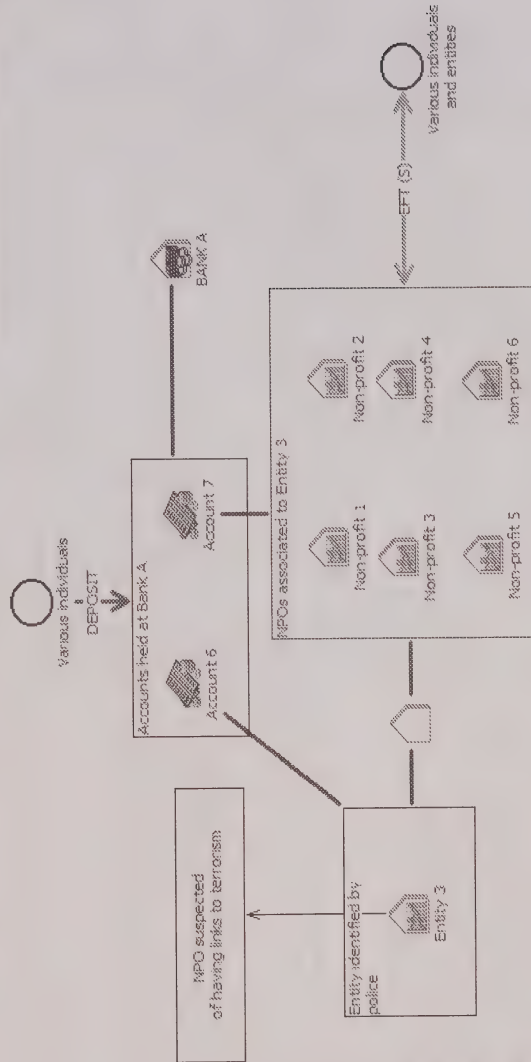 Various individuals
DEPOSIT
Accounts held at Bank A
Account 6
Account 7
BANK A
NPO suspected
of having links to terrorism
Entity identified by
police
Entity 3
NPOs associated to Entity 3
Non-profit 1
Non-profit 2
Non-profit 3
Non-profit 4
Non-profit 5
Non-profit 6
EFT (S)
Various individuals
and entities